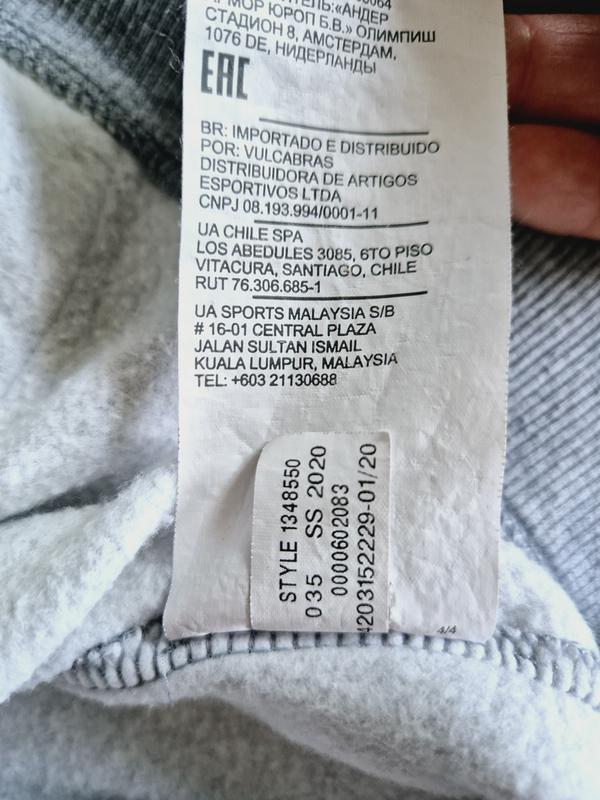 АРМОР ЮРОП Б.В.» ОЛИМПИШ
СТАДИОН 8, АМСТЕРДАМ,
1076 DE, НИДЕРЛАНДЫ
EAC
BR: IMPORTADO E DISTRIBUIDO
POR: VULCABRAS
DISTRIBUIDORA DE ARTIGOS
ESPORTIVOS LTDA
CNPJ 08.193.994/0001-11
UA CHILE SPA
LOS ABEDULES 3085, 6TO PISO
VITACURA, SANTIAGO, CHILE
RUT 76.306.685-1
UA SPORTS MALAYSIA S/B
# 16-01 CENTRAL PLAZA
JALAN SULTAN ISMAIL
KUALA LUMPUR, MALAYSIA
TEL: +603 21130688
STYLE 1348550
035 SS 2020
0000602083
4203152229-01/20
4/4